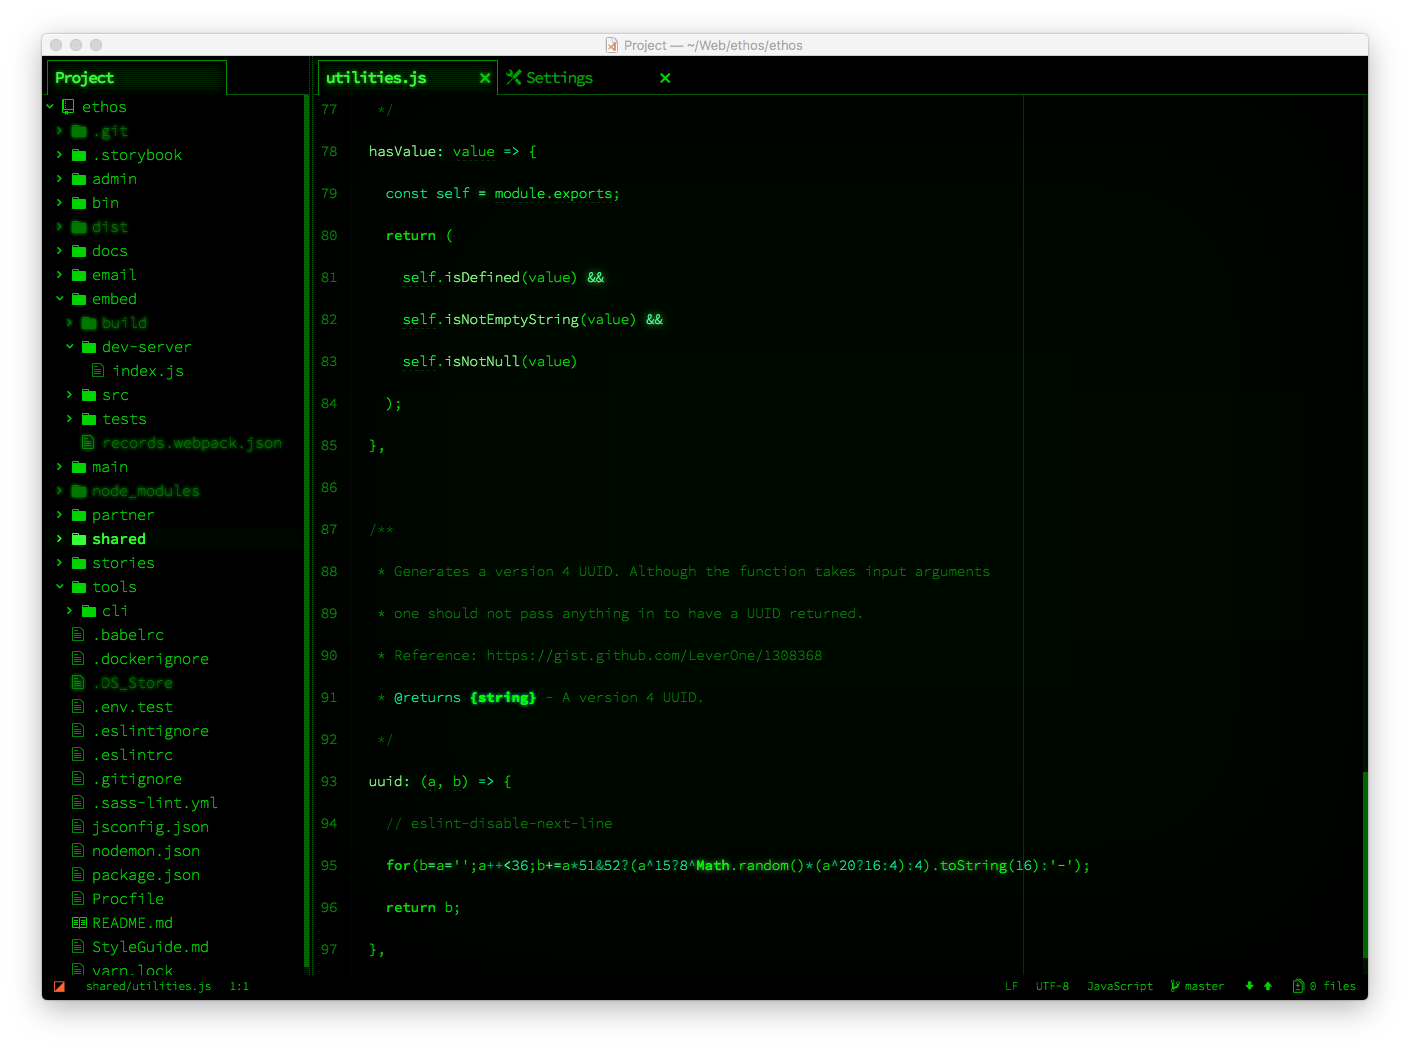 Project — ~/Web/ethos/ethos
Project
utilities.js
Settings
ethos
.git
.storybook
admin
bin
dist
docs
email
embed
build
dev-server
index.js
src
tests
records.webpack.json
main
node_modules
partner
shared
stories
tools
cli
.babelrc
.dockerignore
.DS_Store
.env.test
.eslintignore
.eslintrc
.gitignore
.sass-lint.yml
jsconfig.json
nodemon.json
package.json
Procfile
README.md
StyleGuide.md
yarn.lock
77 */
78 hasValue: value => {
79 const self = module.exports;
80 return (
81 self.isDefined(value) &&
82 self.isNotEmptyString(value) &&
83 self.isNotNull(value)
84 );
85 },
86
87 /**
88 * Generates a version 4 UUID. Although the function takes input arguments
89 * one should not pass anything in to have a UUID returned.
90 * Reference: https://gist.github.com/LeverOne/1308368
91 * @returns {string} - A version 4 UUID.
92 */
93 uuid: (a, b) => {
94 // eslint-disable-next-line
95 for(b=a='';a++<36;b+=a*51&52?(a^15?8^Math.random()*(a^20?16:4):4).toString(16):'-');
96 return b;
97 },
shared/utilities.js 1:1
LF UTF-8 JavaScript master 0 files